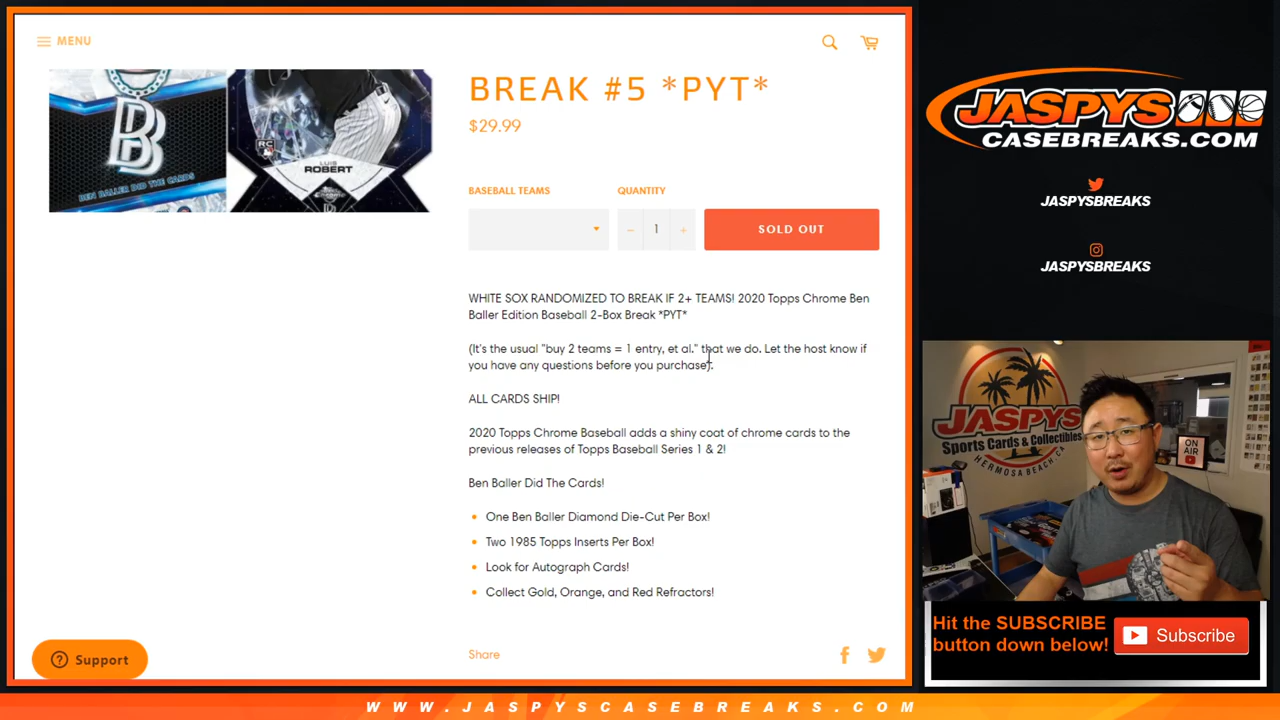 MENU
BREAK #5 *PYT*
$29.99
BEN BALLER DID THE CARDS
RC
LUIS
ROBERT
BASEBALL TEAMS
QUANTITY
− 1 +
SOLD OUT
WHITE SOX RANDOMIZED TO BREAK IF 2+ TEAMS! 2020 Topps Chrome Ben
Baller Edition Baseball 2-Box Break *PYT*
(It's the usual "buy 2 teams = 1 entry, et al." that we do. Let the host know if
you have any questions before you purchase).
ALL CARDS SHIP!
2020 Topps Chrome Baseball adds a shiny coat of chrome cards to the
previous releases of Topps Baseball Series 1 & 2!
Ben Baller Did The Cards!
One Ben Baller Diamond Die-Cut Per Box!
Two 1985 Topps Inserts Per Box!
Look for Autograph Cards!
Collect Gold, Orange, and Red Refractors!
Share
Support
JASPYS
CASEBREAKS.COM
JASPYSBREAKS
JASPYSBREAKS
JASPYS
Sports Cards & Collectibles
HERMOSA BEACH, CA
ON
AIR
Hit the SUBSCRIBE
button down below!
Subscribe
WWW.JASPYSCASEBREAKS.COM